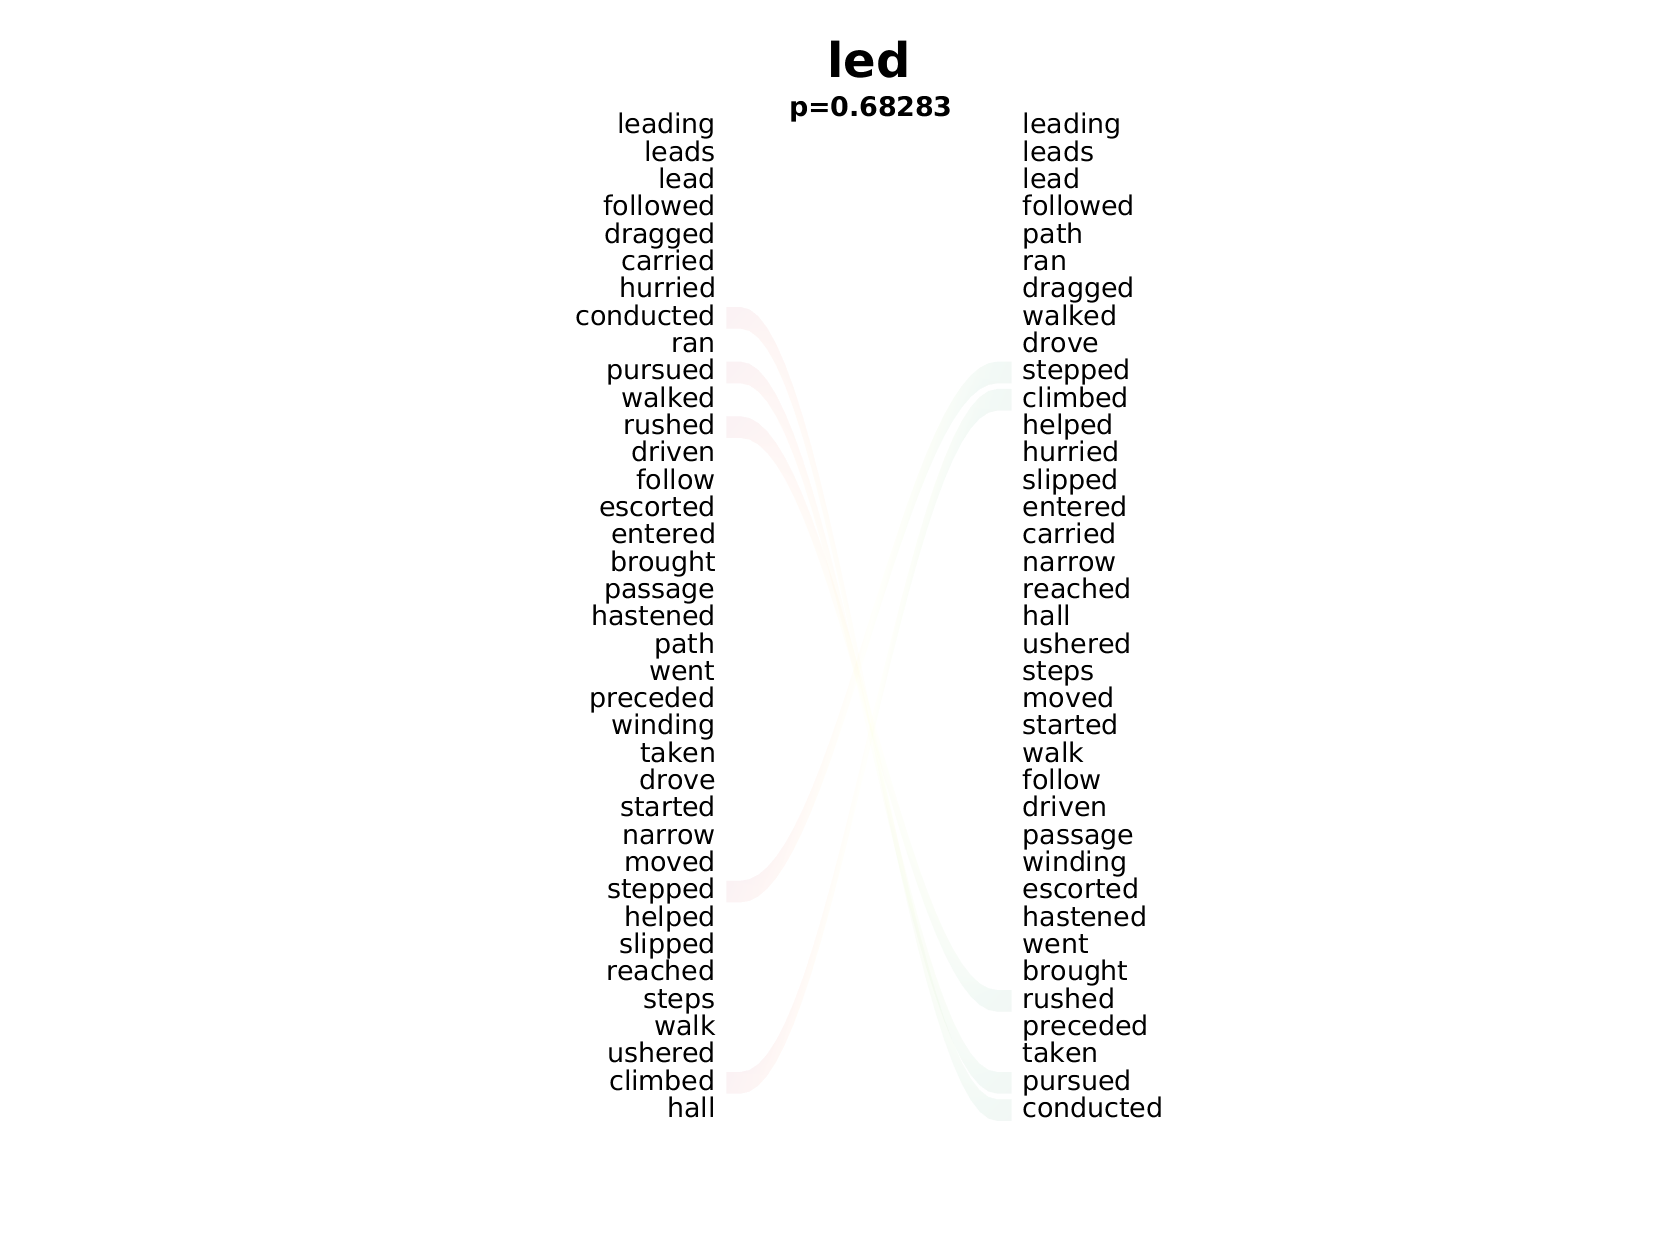 led
p=0.68283
leading leading
leads leads
lead lead
followed followed
dragged path
carried ran
hurried dragged
conducted walked
ran drove
pursued stepped
walked climbed
rushed helped
driven hurried
follow slipped
escorted entered
entered carried
brought narrow
passage reached
hastened hall
path ushered
went steps
preceded moved
winding started
taken walk
drove follow
started driven
narrow passage
moved winding
stepped escorted
helped hastened
slipped went
reached brought
steps rushed
walk preceded
ushered taken
climbed pursued
hall conducted